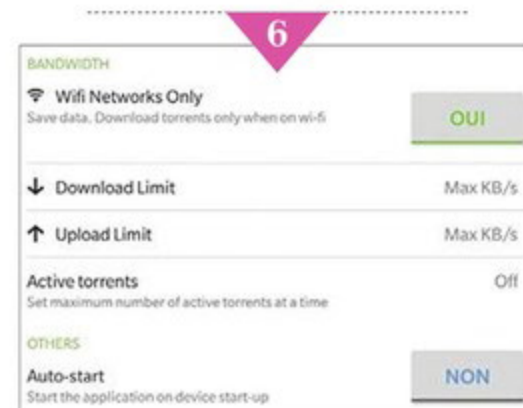 6
BANDWIDTH
Wifi Networks Only
Save data. Download torrents only when on wi-fi
OUI
Download Limit
Max KB/s
Upload Limit
Max KB/s
Active torrents
Off
Set maximum number of active torrents at a time
OTHERS
Auto-start
NON
Start the application on device start-up